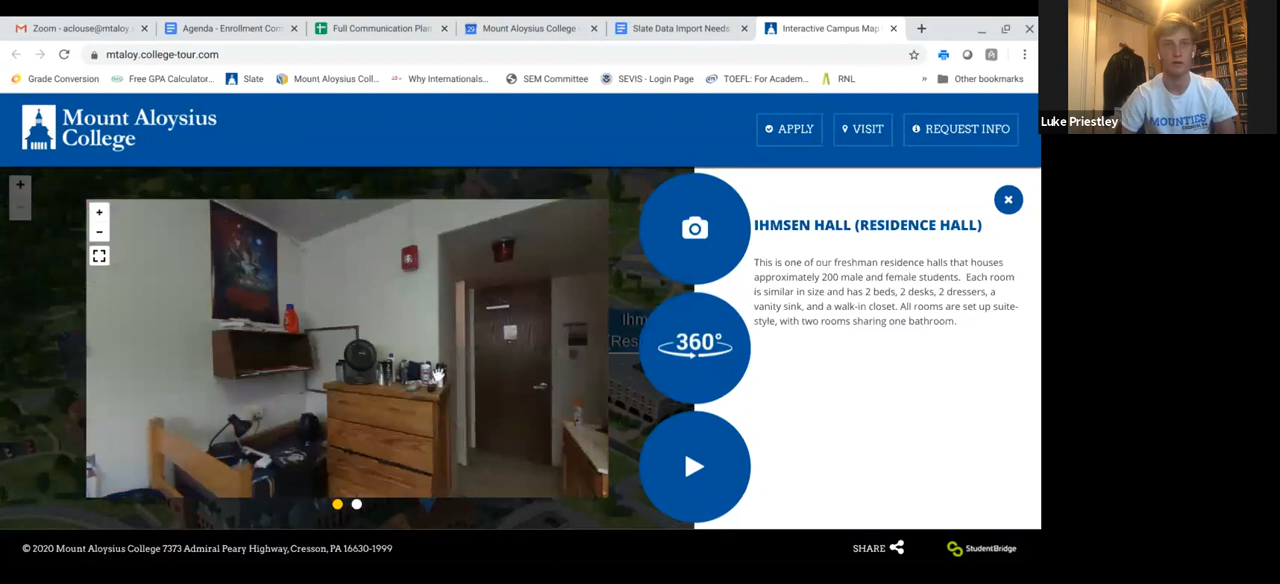 Zoom - aclouse@mtaloy.
Agenda - Enrollment Com
Full Communication Plan
Mount Aloysius College
Slate Data Import Needs
Interactive Campus Map
mtaloy.college-tour.com
Grade Conversion
Free GPA Calculator...
Slate
Mount Aloysius Coll...
Why Internationals...
SEM Committee
SEVIS - Login Page
TOEFL: For Academ...
RNL
»
Other bookmarks
Mount Aloysius
College
APPLY
VISIT
REQUEST INFO
Luke Priestley
MOUNTIES
IHMSEN HALL (RESIDENCE HALL)
This is one of our freshman residence halls that houses
approximately 200 male and female students. Each room
is similar in size and has 2 beds, 2 desks, 2 dressers, a
vanity sink, and a walk-in closet. All rooms are set up suite-
style, with two rooms sharing one bathroom.
+
−
Ihm
(Res
360°
© 2020 Mount Aloysius College 7373 Admiral Peary Highway, Cresson, PA 16630-1999
SHARE
StudentBridge